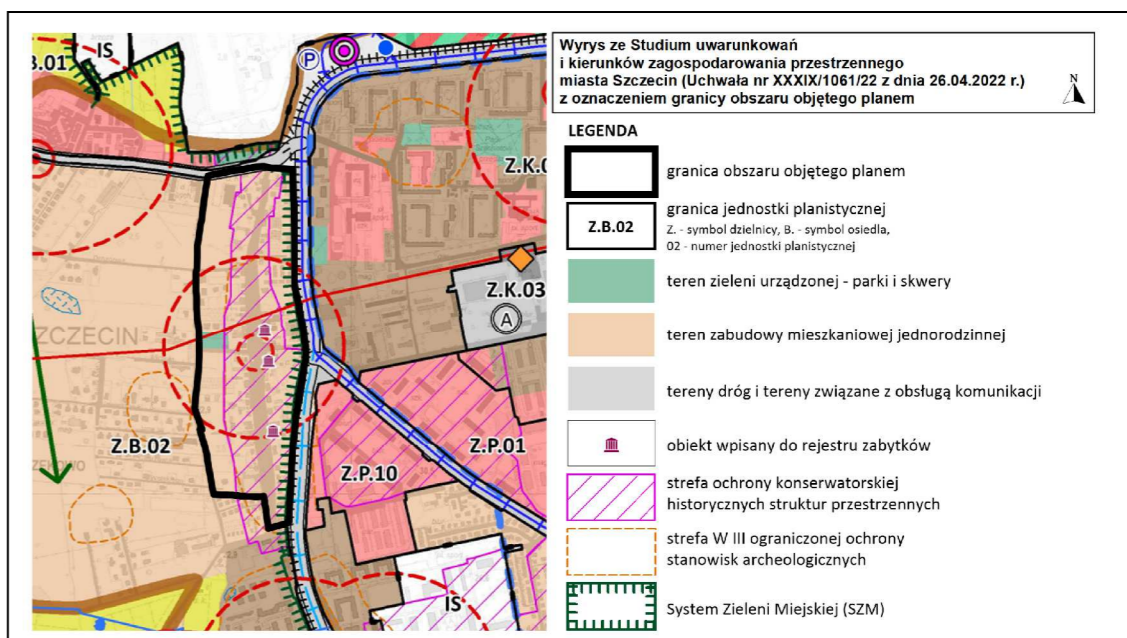 IS
B.01
P
Z.K.0
Z.K.03
A
ZCZECIN
Z.B.02
ZEKOWO
Z.P.01
Z.P.10
IS
Wyrys ze Studium uwarunkowań
i kierunków zagospodarowania przestrzennego
miasta Szczecin (Uchwała nr XXXIX/1061/22 z dnia 26.04.2022 r.)
z oznaczeniem granicy obszaru objętego planem
N
LEGENDA
granica obszaru objętego planem
Z.B.02
granica jednostki planistycznej
Z. - symbol dzielnicy, B. - symbol osiedla,
02 - numer jednostki planistycznej
teren zieleni urządzonej - parki i skwery
teren zabudowy mieszkaniowej jednorodzinnej
tereny dróg i tereny związane z obsługą komunikacji
obiekt wpisany do rejestru zabytków
strefa ochrony konserwatorskiej
historycznych struktur przestrzennych
strefa W III ograniczonej ochrony
stanowisk archeologicznych
System Zieleni Miejskiej (SZM)